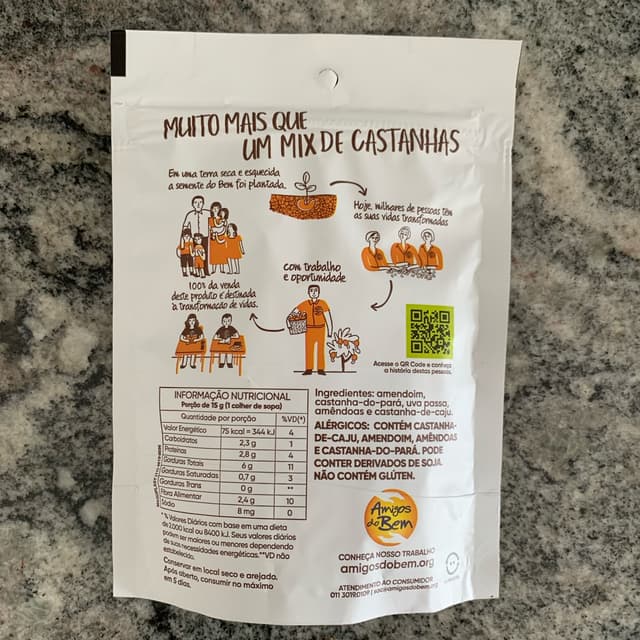 MUITO MAIS QUE
UM MIX DE CASTANHAS
Em uma terra seca e esquecida
a semente do Bem foi plantada.
Hoje, milhares de pessoas têm
as suas vidas transformadas
com trabalho
e oportunidade
100% da venda
deste produto é destinada
à transformação de vidas.
Acesse o QR Code e conheça
a história destas pessoas.
INFORMAÇÃO NUTRICIONAL
Porção de 15 g (1 colher de sopa)
Quantidade por porção %VD(*)
Valor Energético 75 kcal = 344 kJ 4
Carboidatos 2,3 g 1
Proteínas 2,8 g 4
Gorduras Totais 6 g 11
Gorduras Saturadas 0,7 g 3
Gorduras Trans 0 g **
Fibra Alimentar 2,4 g 10
Sódio 8 mg 0
* % Valores Diários com base em uma dieta
de 2.000 kcal ou 8400 kJ. Seus valores diários
podem ser maiores ou menores dependendo
de suas necessidades energéticas. **VD não
estabelecido.
Conservar em local seco e arejado.
Após aberto, consumir no máximo
em 5 dias.
Ingredientes: amendoim,
castanha-do-pará, uva passa,
amêndoas e castanha-de-caju.
ALÉRGICOS: CONTÉM CASTANHA-
DE-CAJU, AMENDOIM, AMÊNDOAS
E CASTANHA-DO-PARÁ. PODE
CONTER DERIVADOS DE SOJA.
NÃO CONTÉM GLÚTEN.
Amigos
do Bem
CONHEÇA NOSSO TRABALHO
amigosdobem.org
ATENDIMENTO AO CONSUMIDOR
011 3019.0109 | sac@amigosdobem.org